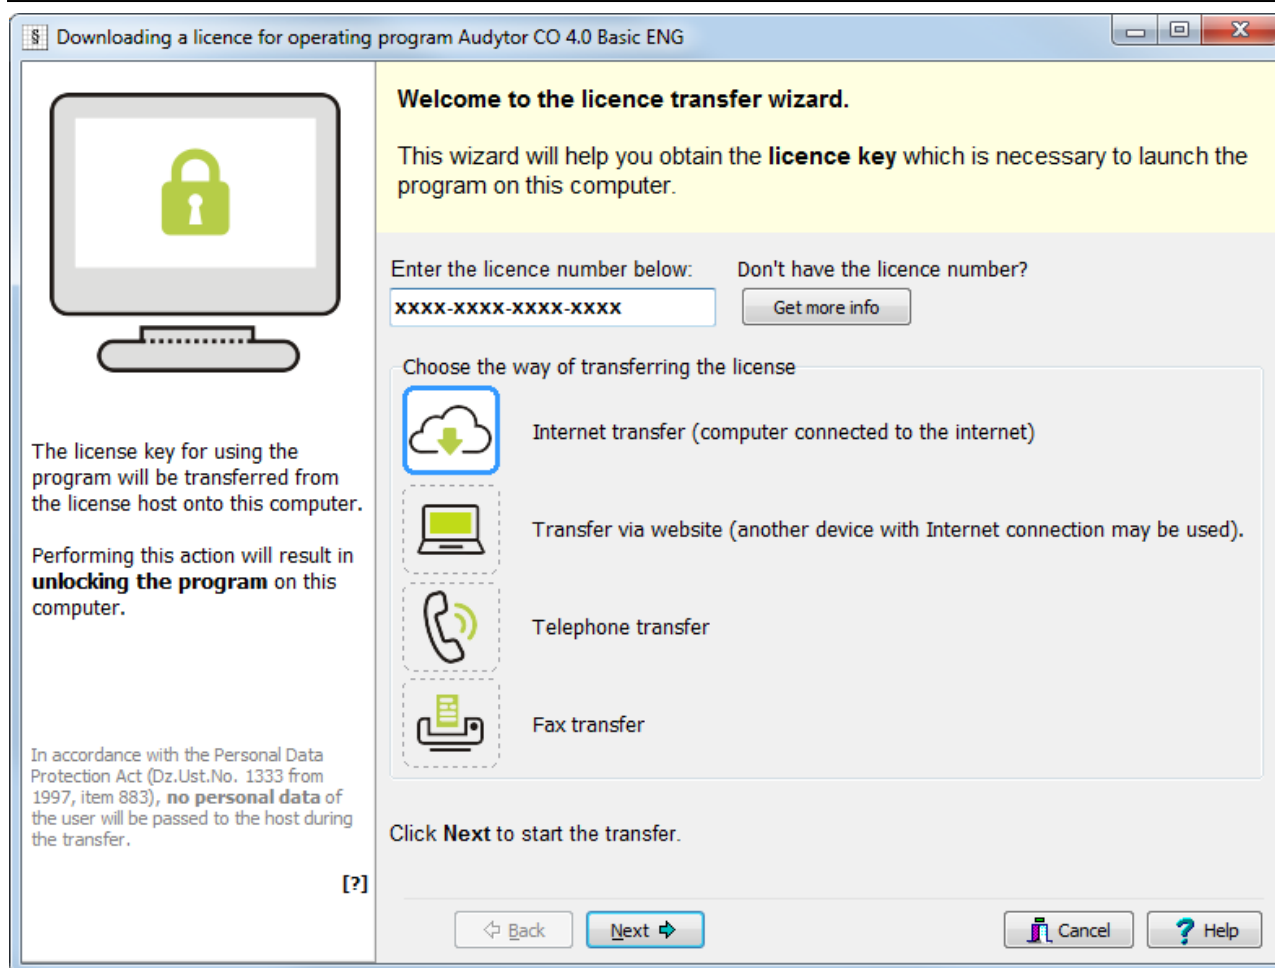 § Downloading a licence for operating program Audytor CO 4.0 Basic ENG
X
Welcome to the licence transfer wizard.
This wizard will help you obtain the licence key which is necessary to launch the
program on this computer.
Enter the licence number below:
Don't have the licence number?
xxxx-xxxx-xxxx-xxxx
Get more info
Choose the way of transferring the license
Internet transfer (computer connected to the internet)
Transfer via website (another device with Internet connection may be used).
Telephone transfer
Fax transfer
Click Next to start the transfer.
The license key for using the
program will be transferred from
the license host onto this computer.
Performing this action will result in
unlocking the program on this
computer.
In accordance with the Personal Data
Protection Act (Dz.Ust.No. 1333 from
1997, item 883), no personal data of
the user will be passed to the host during
the transfer.
[?]
Back
Next
Cancel
? Help